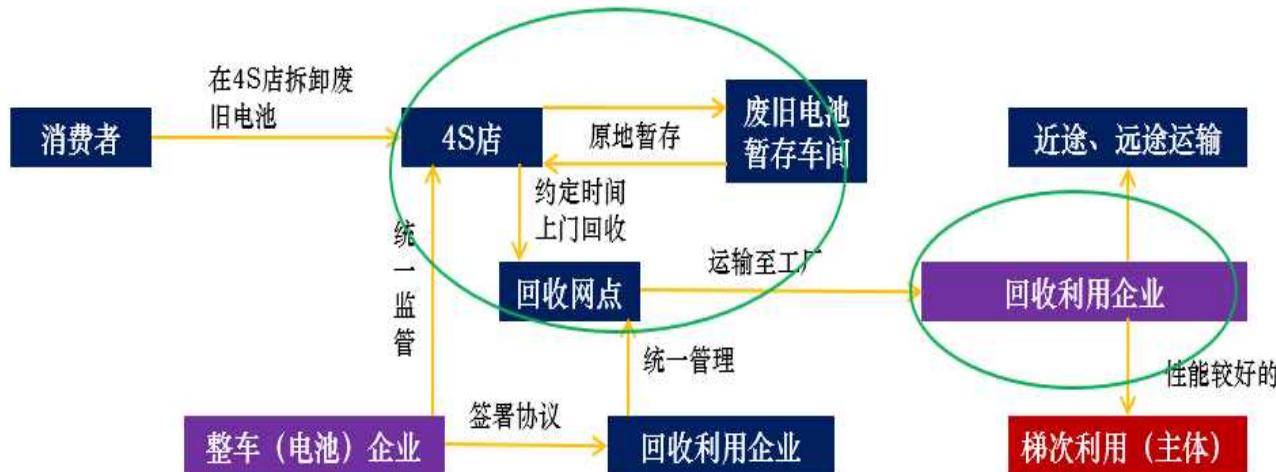 在4S店拆卸废
旧电池
消费者
4S店
原地暂存
废旧电池
暂存车间
近途、远途运输
约定时间
上门回收
统一监管
回收网点
运输至工厂
回收利用企业
统一管理
性能较好的
整车（电池）企业
签署协议
回收利用企业
梯次利用（主体）